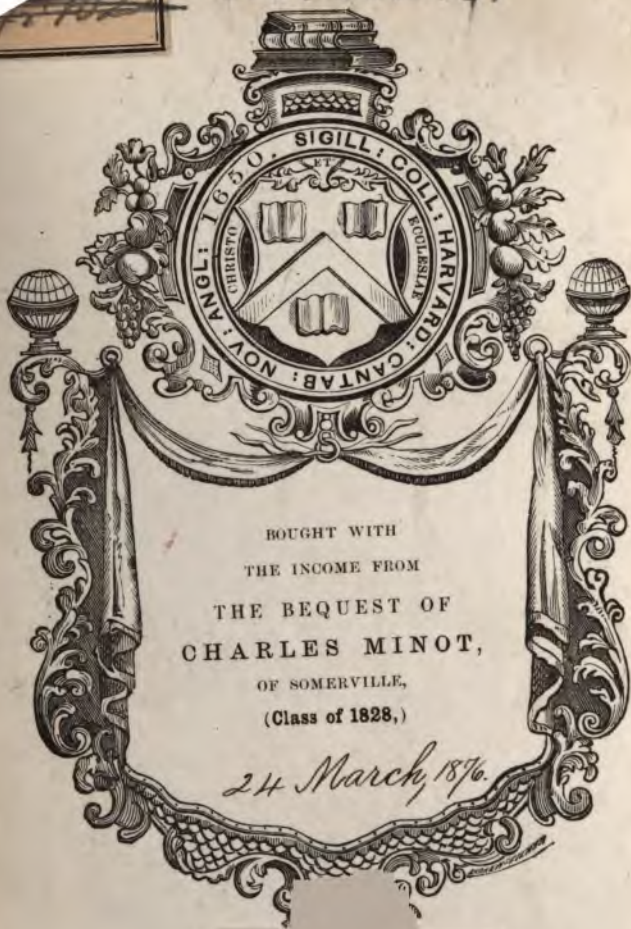 SIGILL: COLL: HARVARD: CANTAB: NOV: ANGL: 1650.
ET
CHRISTO
ECCLESIAE
BOUGHT WITH
THE INCOME FROM
THE BEQUEST OF
CHARLES MINOT,
OF SOMERVILLE,
(Class of 1828,)
24 March, 1876.